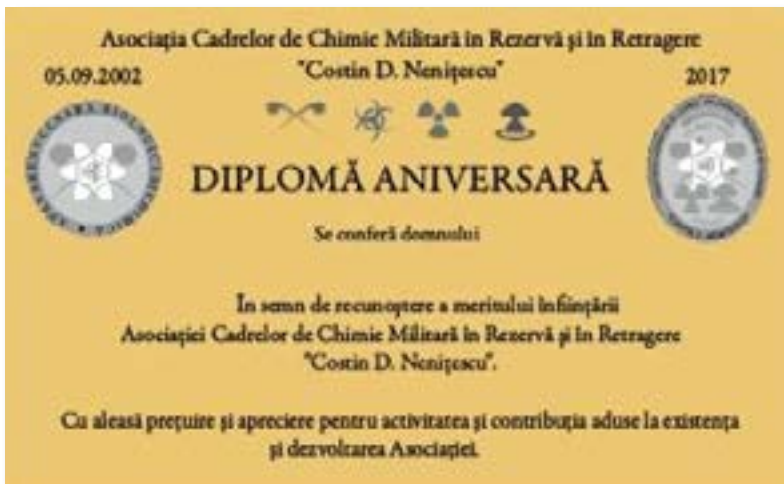 Asociația Cadrelor de Chimie Militară în Rezervă și în Retragere
05.09.2002 "Costin D. Nenițescu" 2017
DIPLOMĂ ANIVERSARĂ
Se conferă domnului
În semn de recunoștere a meritului înființării
Asociației Cadrelor de Chimie Militară în Rezervă și în Retragere
"Costin D. Nenițescu".
Cu aleasă prețuire și apreciere pentru activitatea și contribuția aduse la existența
și dezvoltarea Asociației.